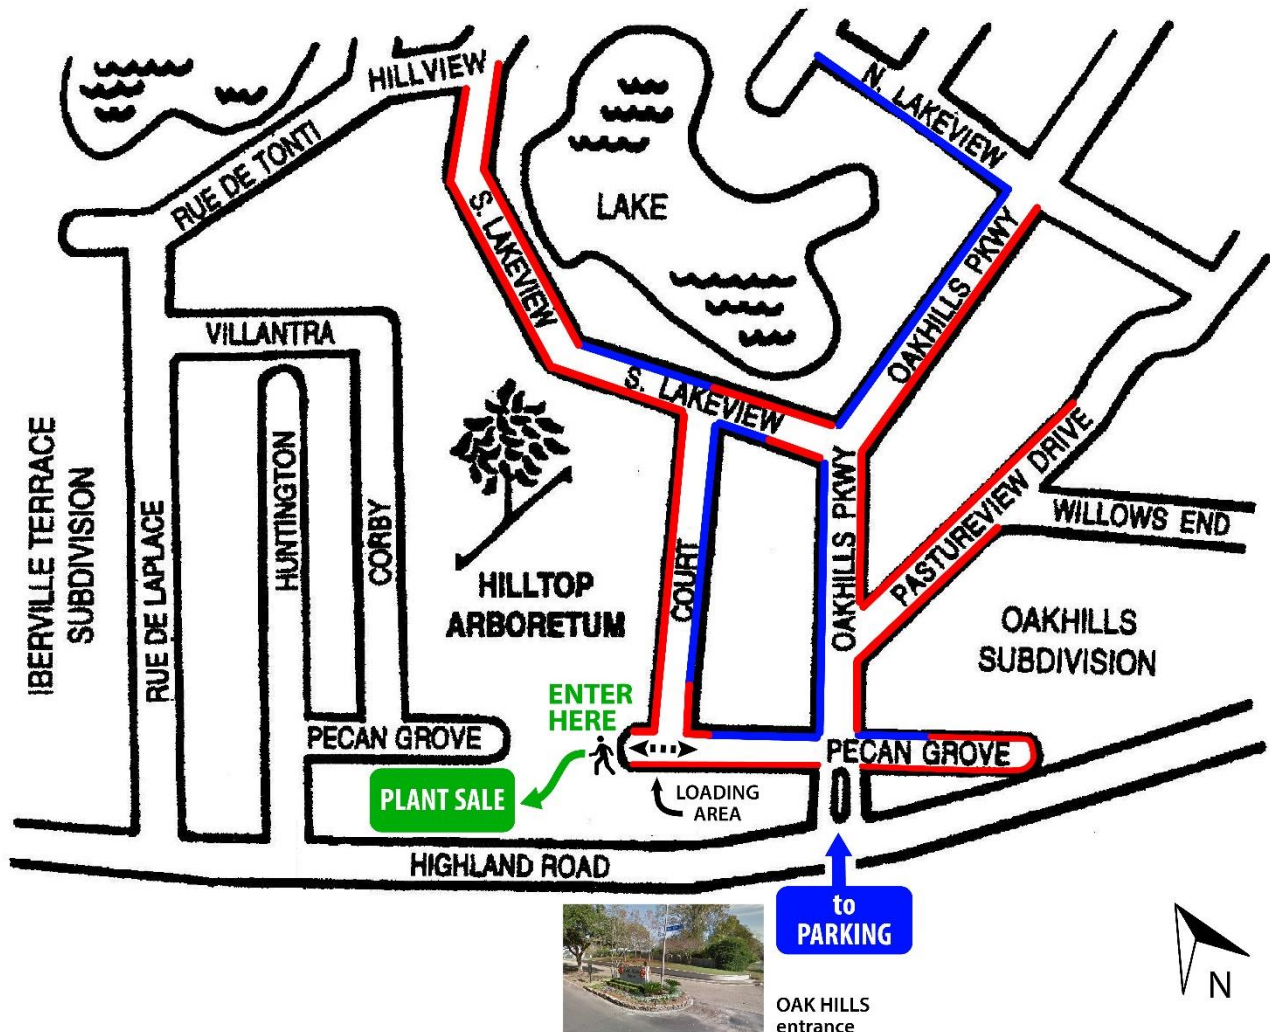 HILLVIEW
N. LAKEVIEW
RUE DE TONTI
S. LAKEVIEW
LAKE
OAKHILLS PKWY
VILLANTRA
S. LAKEVIEW
IBERVILLE TERRACE
SUBDIVISION
RUE DE LAPLACE
HUNTINGTON
CORBY
HILLTOP
ARBORETUM
COURT
OAKHILLS PKWY
PASTUREVIEW DRIVE
WILLOWS END
OAKHILLS
SUBDIVISION
ENTER
HERE
PECAN GROVE
PECAN GROVE
PLANT SALE
LOADING
AREA
HIGHLAND ROAD
to
PARKING
OAK HILLS
entrance
N